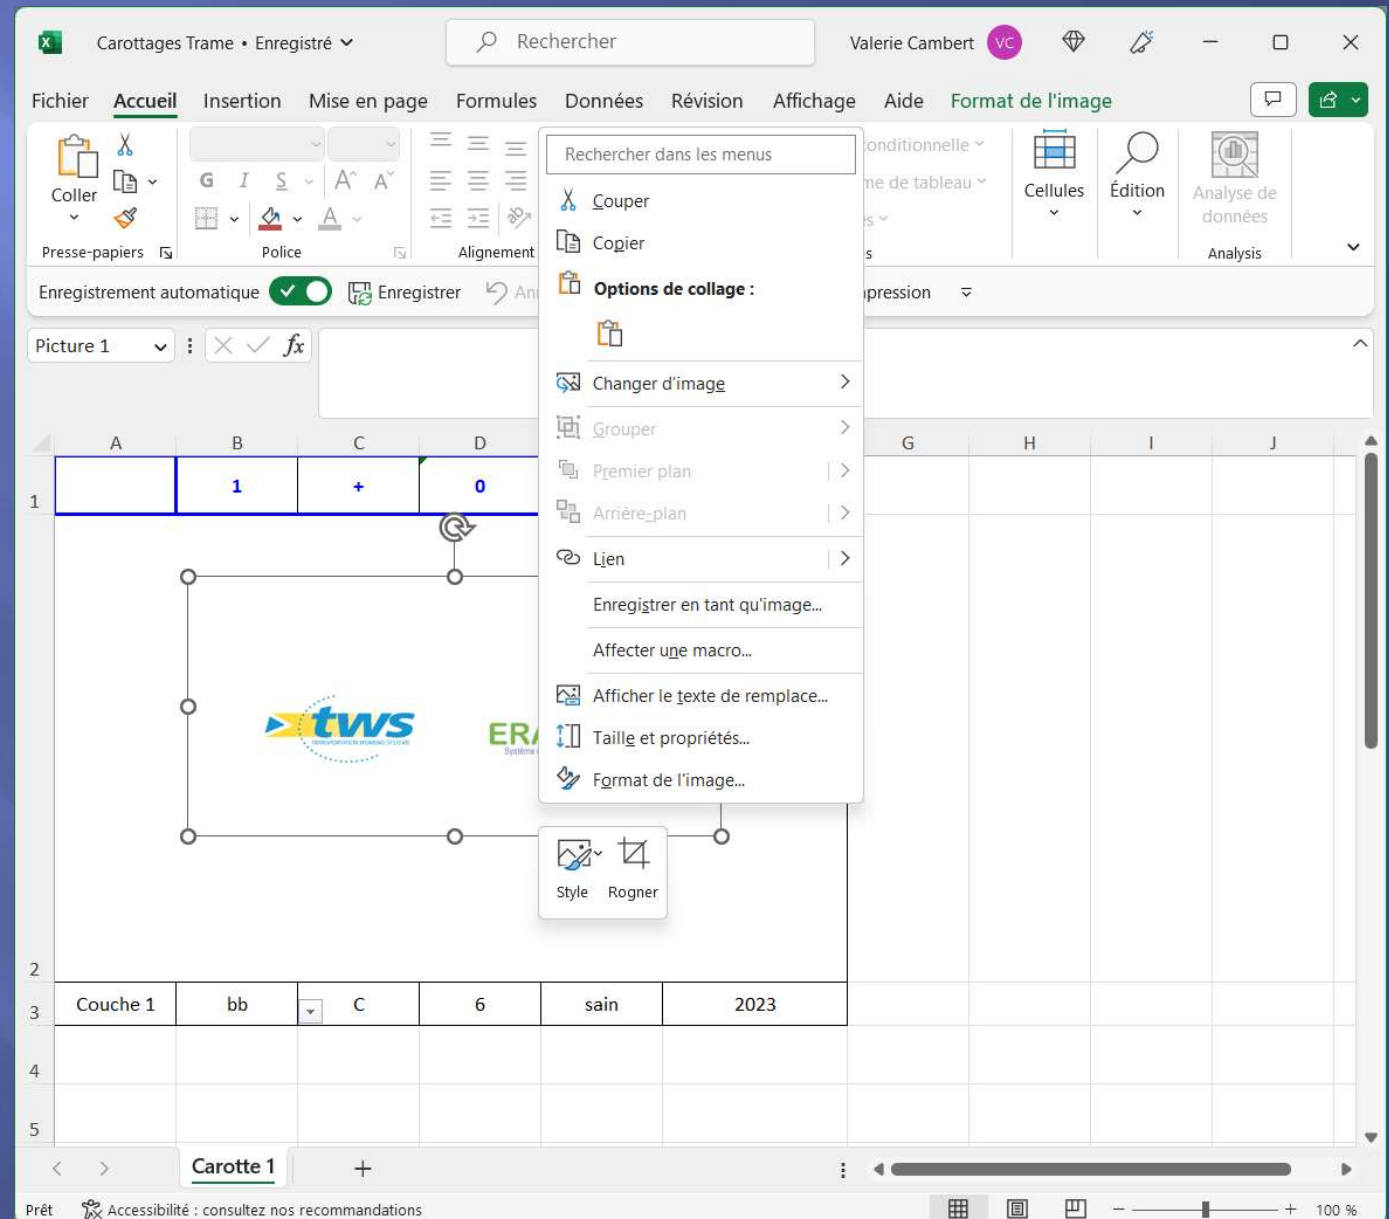 Carottages Trame • Enregistré
Rechercher
Valerie Cambert VC
Fichier Accueil Insertion Mise en page Formules Données Révision Affichage Aide Format de l'image
Coller
Presse-papiers
G I S A A
A
Police
Alignement
onditionnelle
me de tableau
es
s
Cellules
Édition
Analyse de
données
Analysis
Enregistrement automatique
Enregistrer
An
pression
Picture 1
fx
Rechercher dans les menus
Couper
Copier
Options de collage :
Changer d'image
Grouper
Premier plan
Arrière-plan
Lien
Enregistrer en tant qu'image...
Affecter une macro...
Afficher le texte de remplace...
Taille et propriétés...
Format de l'image...
Style Rogner
A B C D G H I J
1 1 + 0
tws
ERA
Système
2
3 Couche 1 bb C 6 sain 2023
4
5
Carotte 1
Prêt Accessibilité : consultez nos recommandations
100 %